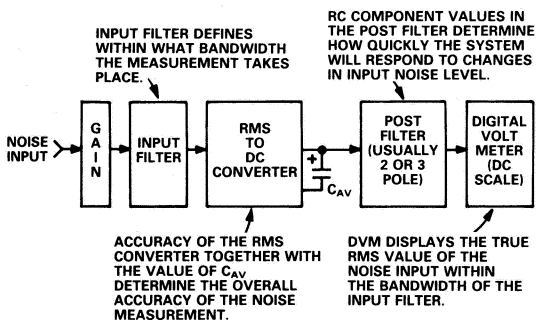 INPUT FILTER DEFINES
WITHIN WHAT BANDWIDTH
THE MEASUREMENT TAKES
PLACE.
RC COMPONENT VALUES IN
THE POST FILTER DETERMINE
HOW QUICKLY THE SYSTEM
WILL RESPOND TO CHANGES
IN INPUT NOISE LEVEL.
NOISE
INPUT
G
A
I
N
INPUT
FILTER
RMS
TO
DC
CONVERTER
+
CAV
POST
FILTER
(USUALLY
2 OR 3
POLE)
DIGITAL
VOLT
METER
(DC
SCALE)
ACCURACY OF THE RMS
CONVERTER TOGETHER WITH
THE VALUE OF CAV
DETERMINE THE OVERALL
ACCURACY OF THE NOISE
MEASUREMENT.
DVM DISPLAYS THE TRUE
RMS VALUE OF THE
NOISE INPUT WITHIN
THE BANDWIDTH OF THE
INPUT FILTER.